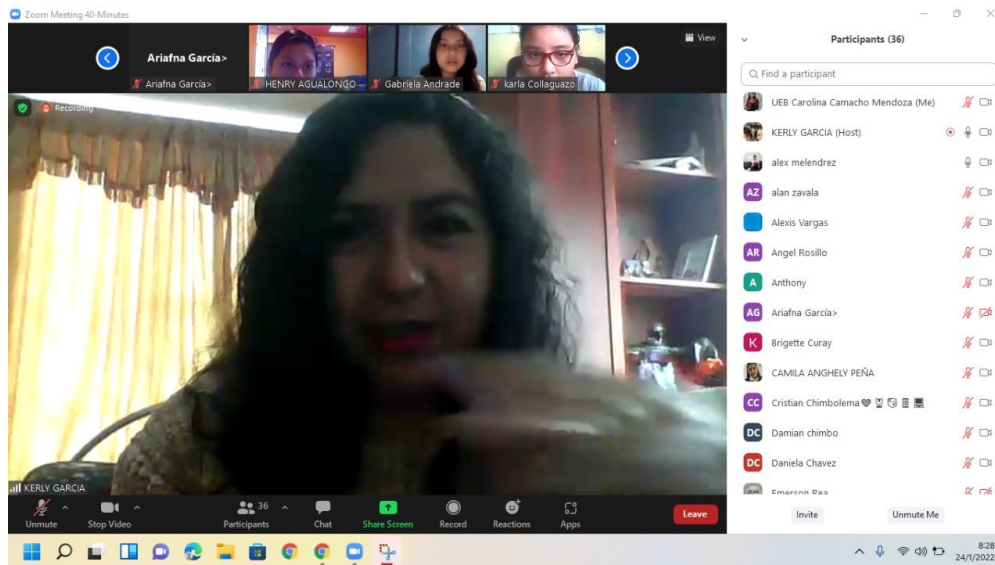 Zoom Meeting 40-Minutes
Ariafna García>
Ariafna García>
HENRY AGUALONGO
Gabriela Andrade
karla Collaguazo
View
Recording
KERLY GARCIA
Unmute
Stop Video
36
Participants
Chat
Share Screen
Record
Reactions
Apps
Leave
Participants (36)
Find a participant
UEB Carolina Camacho Mendoza (Me)
KERLY GARCIA (Host)
alex melendrez
AZ alan zavala
Alexis Vargas
AR Angel Rosillo
A Anthony
AG Ariafna García>
K Brigette Curay
CAMILA ANGHELY PEÑA
CC Cristian Chimbolema
DC Damian chimbo
DC Daniela Chavez
Emerson Rea
Invite
Unmute Me
8:28
24/1/2022